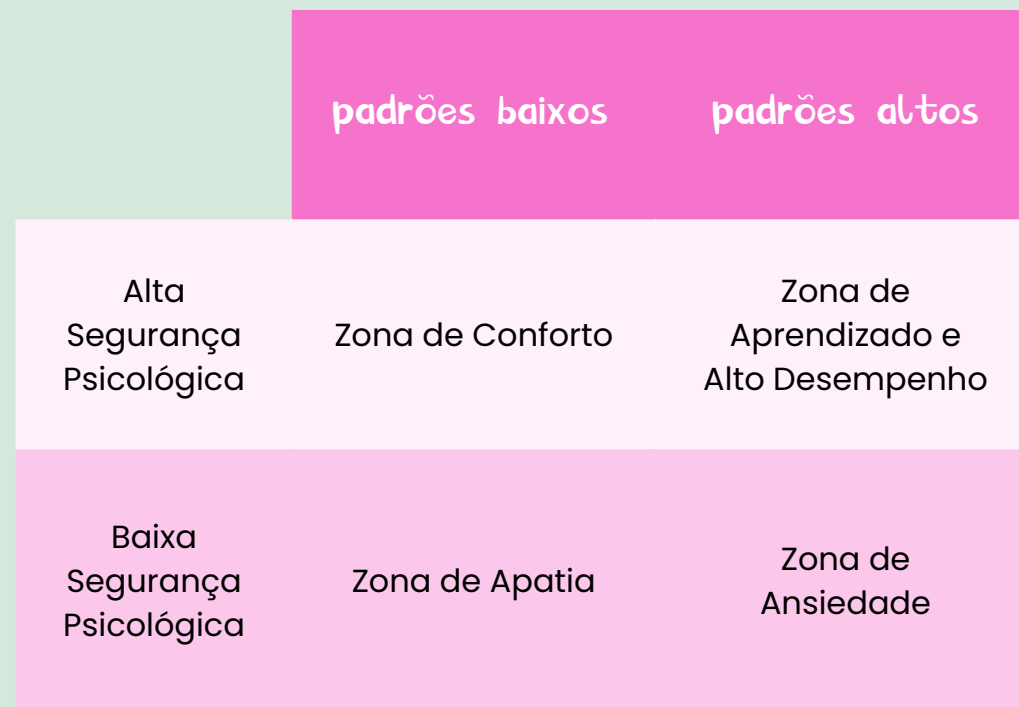 padrões baixos
padrões altos
Alta
Segurança
Psicológica
Zona de Conforto
Zona de
Aprendizado e
Alto Desempenho
Baixa
Segurança
Psicológica
Zona de Apatia
Zona de
Ansiedade